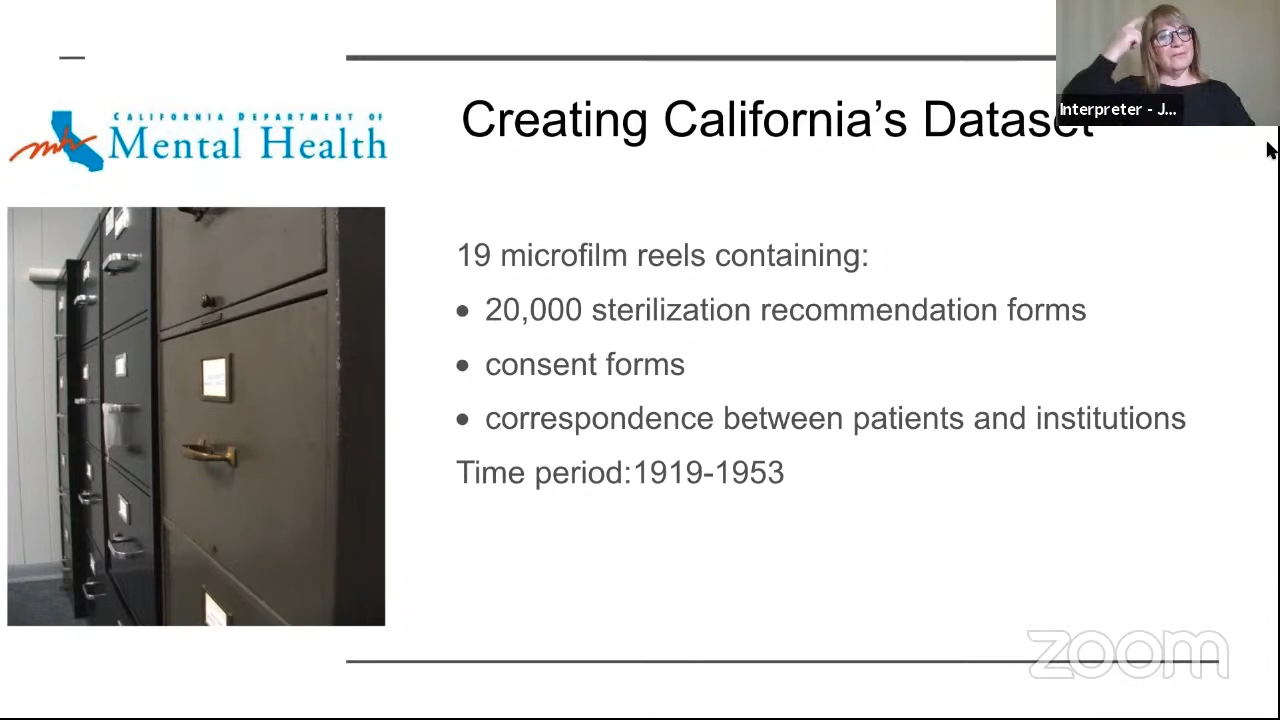 CALIFORNIA DEPARTMENT OF
mh Mental Health
Creating California's Dataset
Interpreter - J...
19 microfilm reels containing:
• 20,000 sterilization recommendation forms
• consent forms
• correspondence between patients and institutions
Time period:1919-1953
zoom